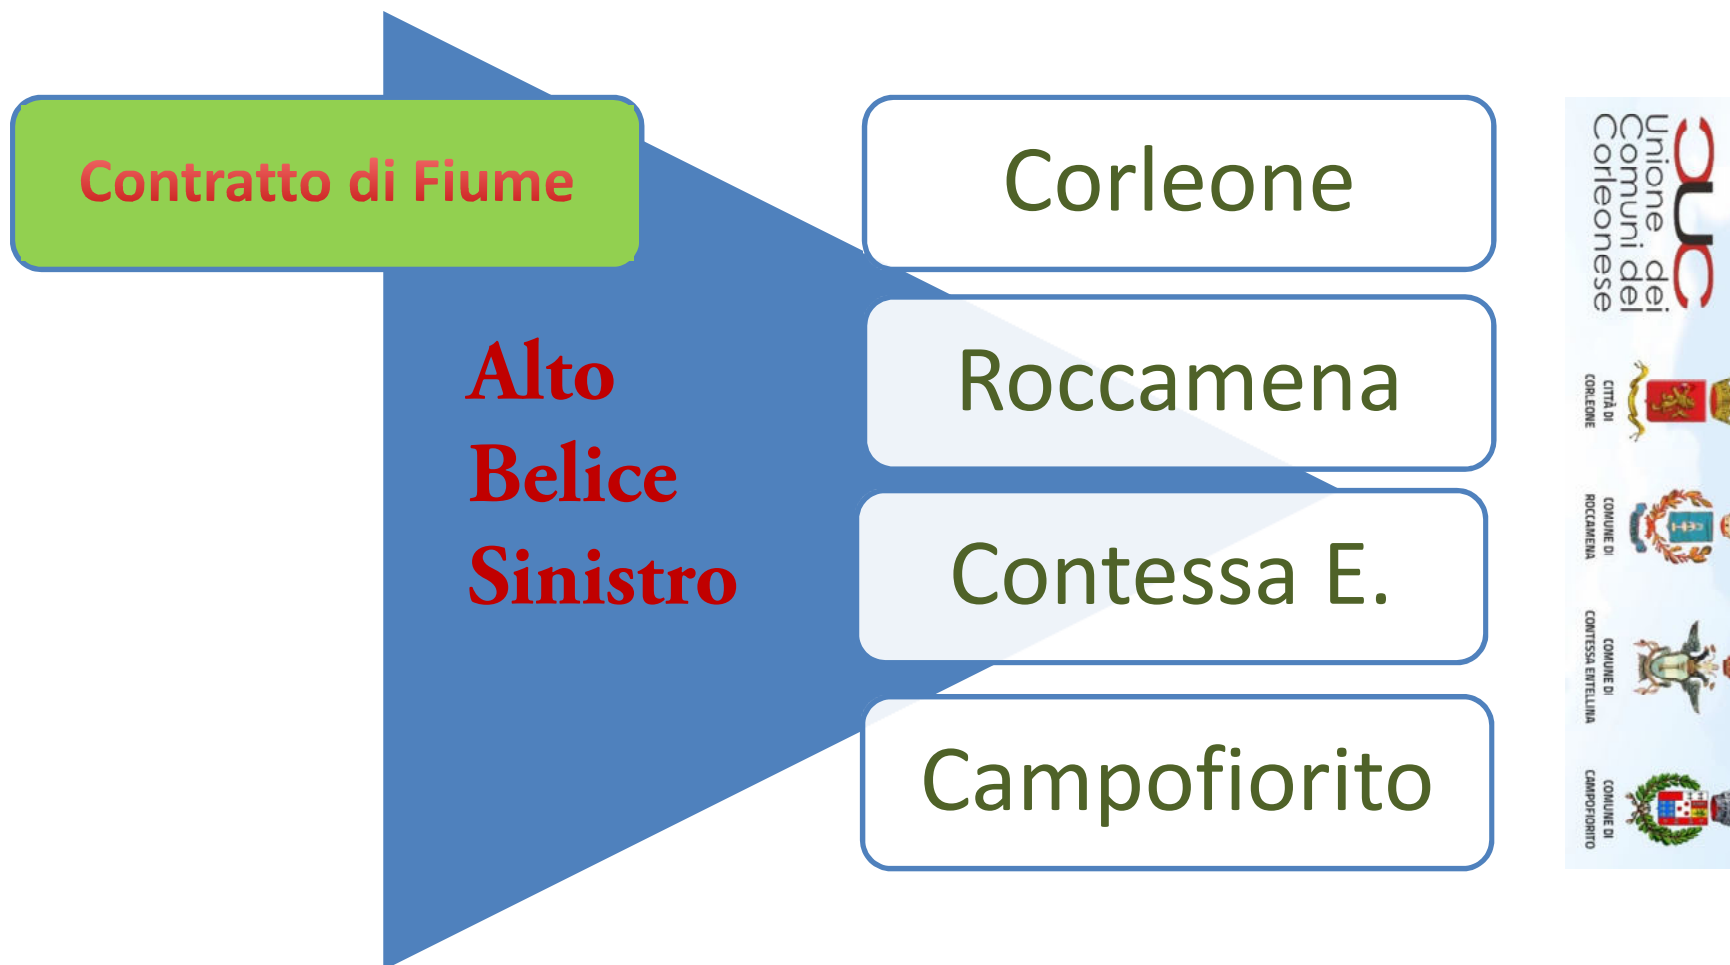 Contratto di Fiume
Alto
Belice
Sinistro
Corleone
Roccamena
Contessa E.
Campofiorito
CUC
Unione dei
Comuni del
Corleonese
CITTÀ DI
CORLEONE
COMUNE DI
ROCCAMENA
COMUNE DI
CONTESSA ENTELLINA
COMUNE DI
CAMPOFIORITO